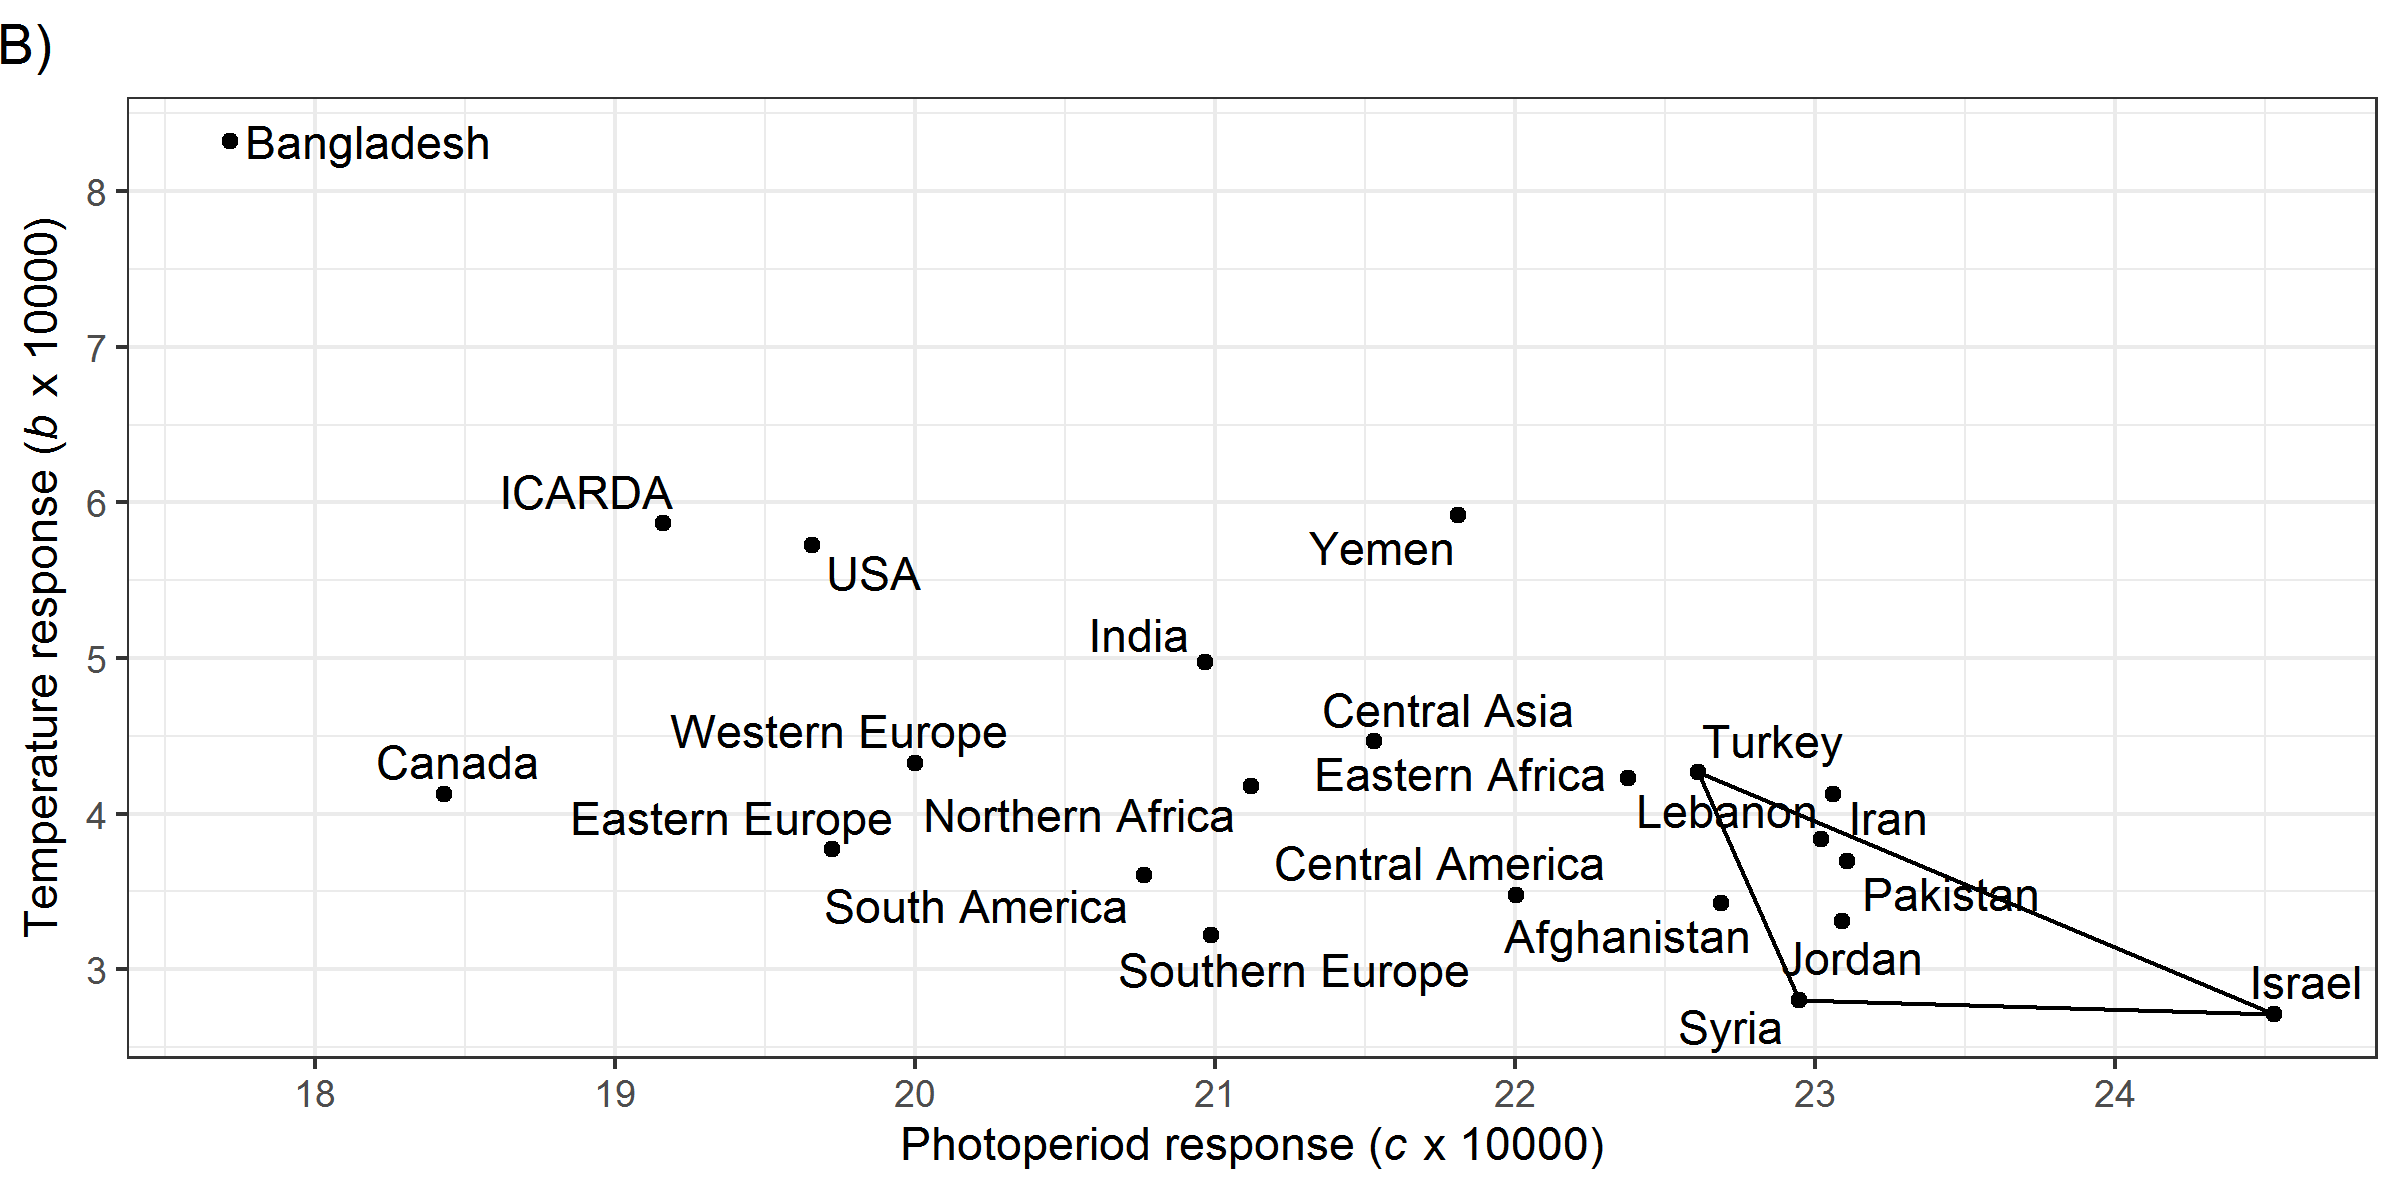 B)
Bangladesh
8
7
ICARDA
6
Yemen
USA
India
5
Central Asia
Western Europe
Turkey
Canada
Eastern Africa
Lebanon
4
Eastern Europe
Northern Africa
Iran
Central America
Pakistan
South America
Afghanistan
Jordan
3
Southern Europe
Israel
Syria
Temperature response (b x 10000)
18 19 20 21 22 23 24
Photoperiod response (c x 10000)